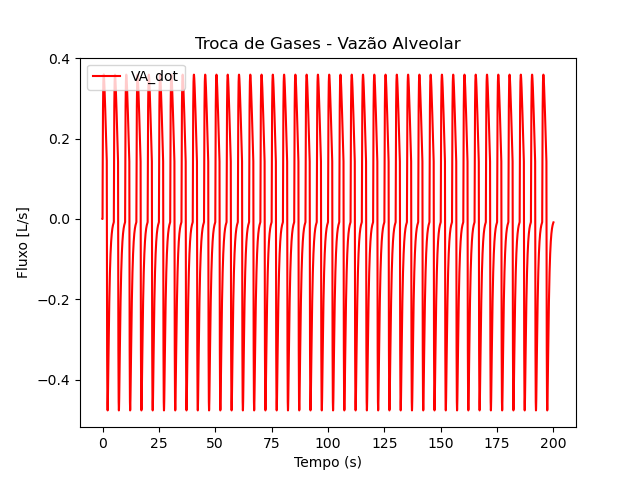 Troca de Gases - Vazão Alveolar
VA_dot
Fluxo [L/s]
0.4
0.2
0.0
−0.2
−0.4
0 25 50 75 100 125 150 175 200
Tempo (s)